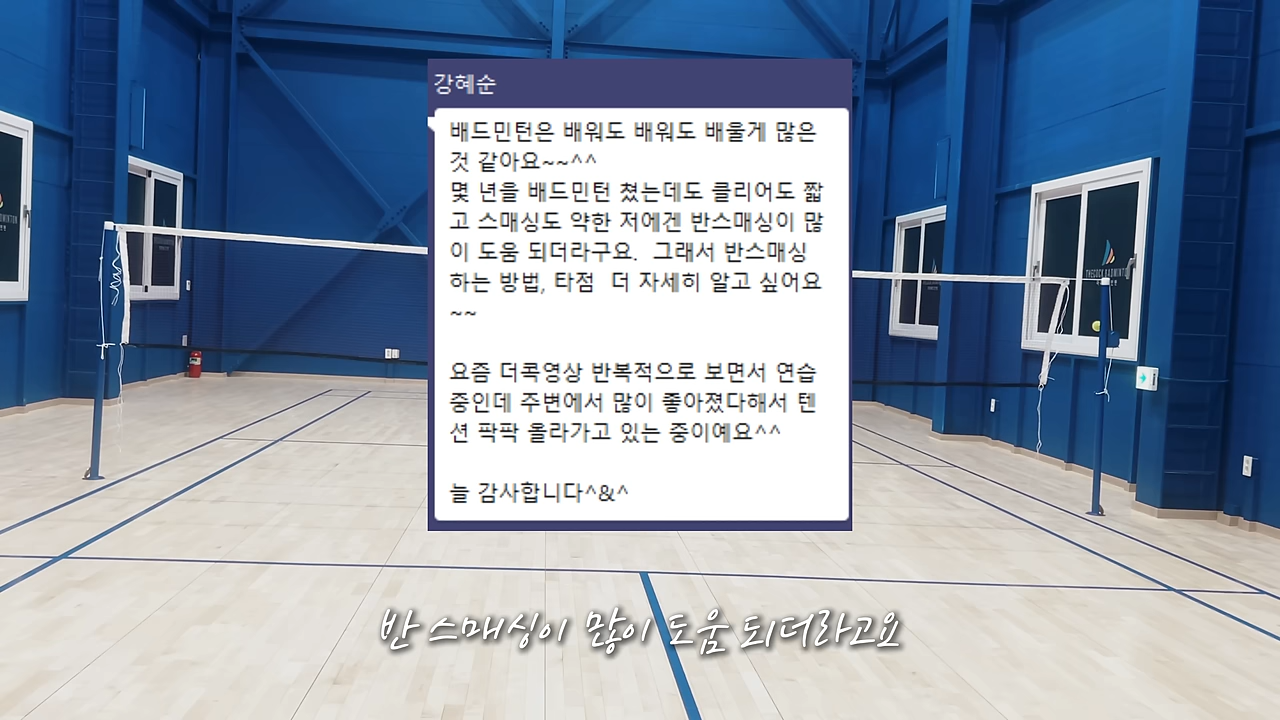 강혜순
배드민턴은 배워도 배워도 배울게 많은
것 같아요~~^^
몇 년을 배드민턴 쳤는데도 클리어도 짧
고 스매싱도 약한 저에겐 반스매싱이 많
이 도움 되더라구요.  그래서 반스매싱
하는 방법, 타점  더 자세히 알고 싶어요
~~
요즘 더콕영상 반복적으로 보면서 연습
중인데 주변에서 많이 좋아졌다해서 텐
션 팍팍 올라가고 있는 중이예요^^
늘 감사합니다^&^
THECOCK BADMINTON
반 스매싱이 많이 도움 되더라고요